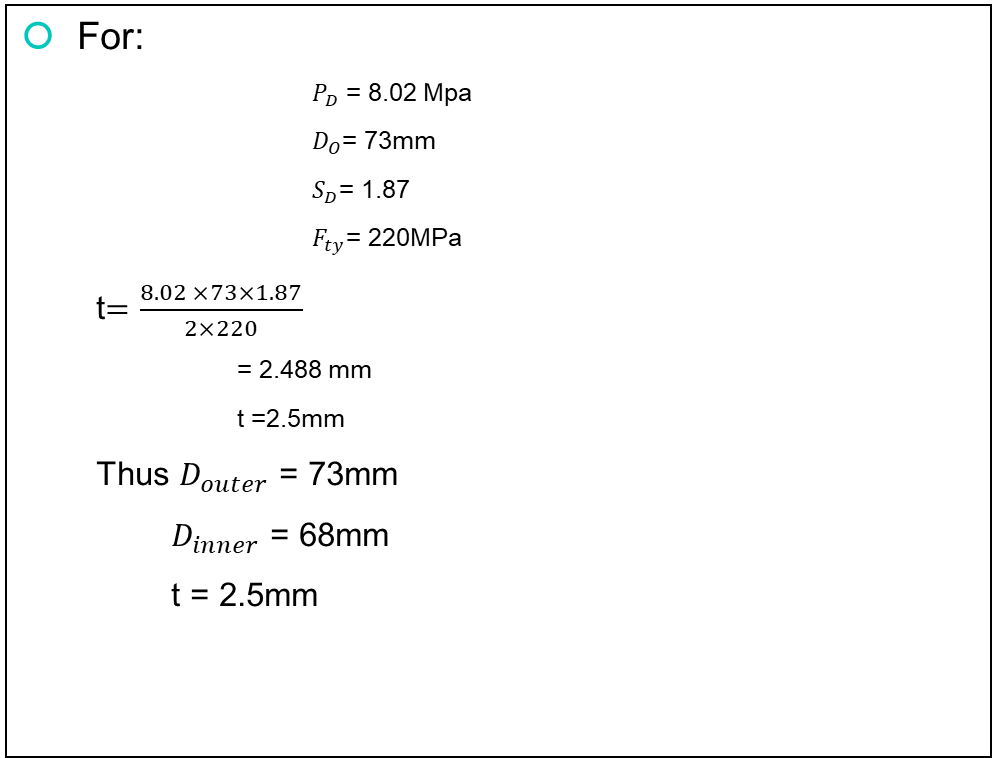 For:
P_D = 8.02 Mpa
D_O= 73mm
S_D= 1.87
F_ty= 220MPa
t= (8.02 ×73×1.87)/(2×220)
= 2.488 mm
t =2.5mm
Thus D_outer = 73mm
D_inner = 68mm
t = 2.5mm